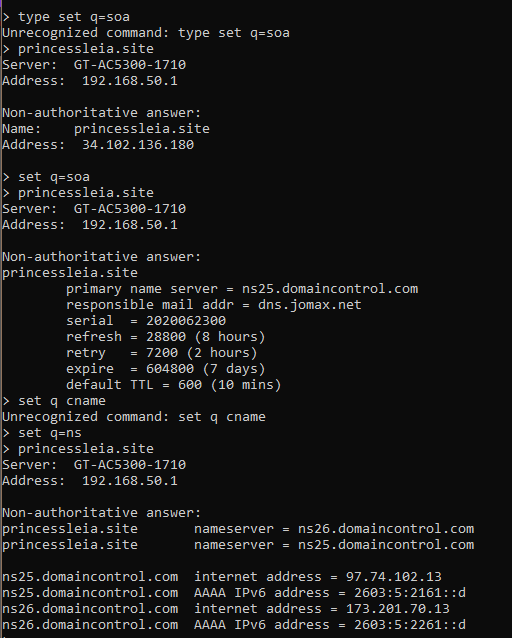 > type set q=soa
Unrecognized command: type set q=soa
> princessleia.site
Server:  GT-AC5300-1710
Address:  192.168.50.1

Non-authoritative answer:
Name:    princessleia.site
Address:  34.102.136.180

> set q=soa
> princessleia.site
Server:  GT-AC5300-1710
Address:  192.168.50.1

Non-authoritative answer:
princessleia.site
        primary name server = ns25.domaincontrol.com
        responsible mail addr = dns.jomax.net
        serial  = 2020062300
        refresh = 28800 (8 hours)
        retry   = 7200 (2 hours)
        expire  = 604800 (7 days)
        default TTL = 600 (10 mins)
> set q cname
Unrecognized command: set q cname
> set q=ns
> princessleia.site
Server:  GT-AC5300-1710
Address:  192.168.50.1

Non-authoritative answer:
princessleia.site       nameserver = ns26.domaincontrol.com
princessleia.site       nameserver = ns25.domaincontrol.com

ns25.domaincontrol.com  internet address = 97.74.102.13
ns25.domaincontrol.com  AAAA IPv6 address = 2603:5:2161::d
ns26.domaincontrol.com  internet address = 173.201.70.13
ns26.domaincontrol.com  AAAA IPv6 address = 2603:5:2261::d